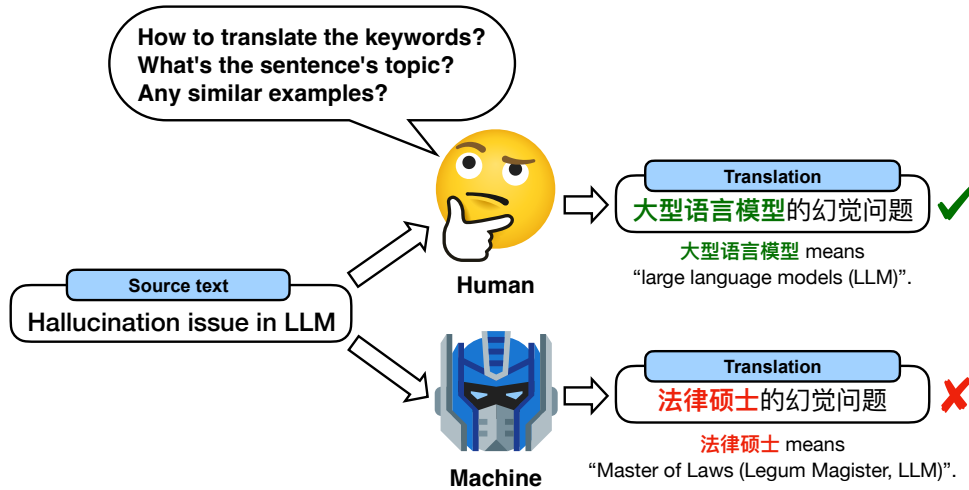 How to translate the keywords?
What's the sentence's topic?
Any similar examples?
Translation
大型语言模型的幻觉问题
大型语言模型 means
“large language models (LLM)”.
Human
Source text
Hallucination issue in LLM
Translation
法律硕士的幻觉问题
法律硕士 means
“Master of Laws (Legum Magister, LLM)”.
Machine